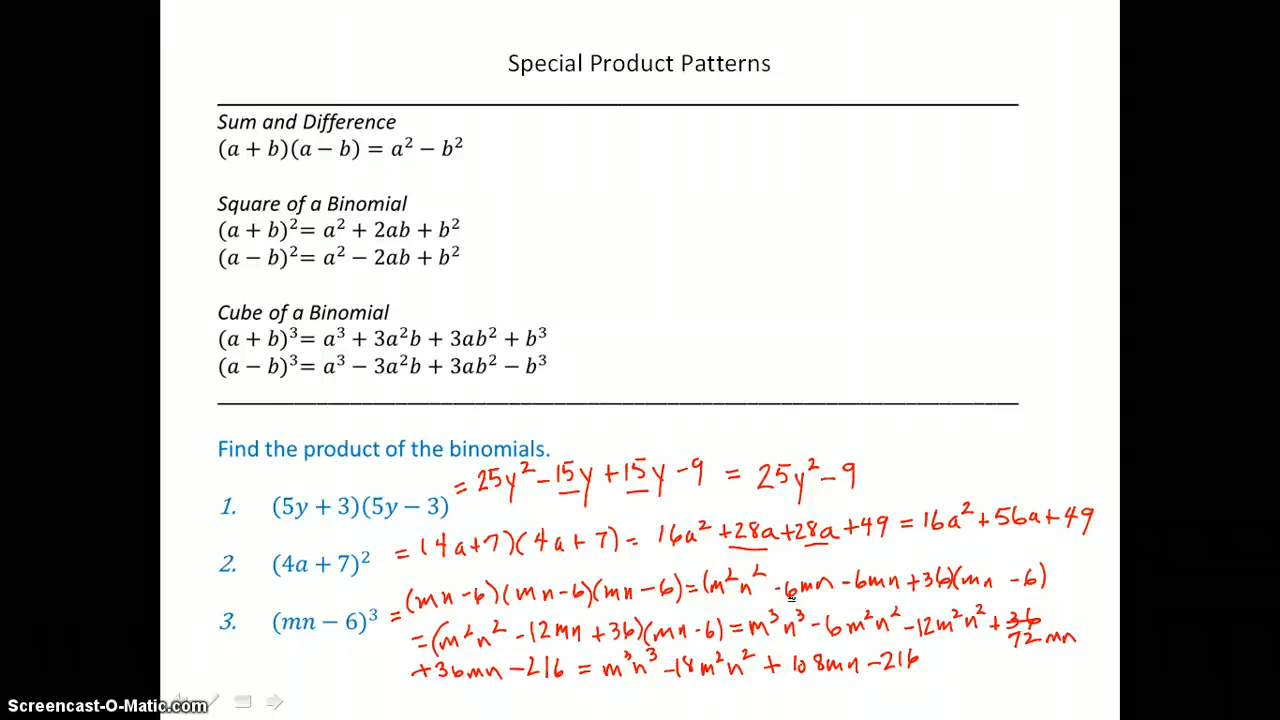 Special Product Patterns
Sum and Difference
(a + b)(a − b) = a² − b²
Square of a Binomial
(a + b)²= a² + 2ab + b²
(a − b)²= a² − 2ab + b²
Cube of a Binomial
(a + b)³= a³ + 3a²b + 3ab² + b³
(a − b)³= a³ − 3a²b + 3ab² − b³
Find the product of the binomials.
1. (5y + 3)(5y − 3) = 25y² − 15y + 15y − 9 = 25y² − 9
2. (4a + 7)² = (4a + 7)(4a + 7) = 16a² + 28a + 28a + 49 = 16a² + 56a + 49
3. (mn − 6)³ = (mn − 6)(mn − 6)(mn − 6) = (m²n² − 6mn − 6mn + 36)(mn − 6)
= (m²n² − 12mn + 36)(mn − 6) = m³n³ − 6m²n² − 12m²n² + 36
72mn
+ 36mn − 216 = m³n³ − 18m²n² + 108mn − 216
Screencast-O-Matic.com